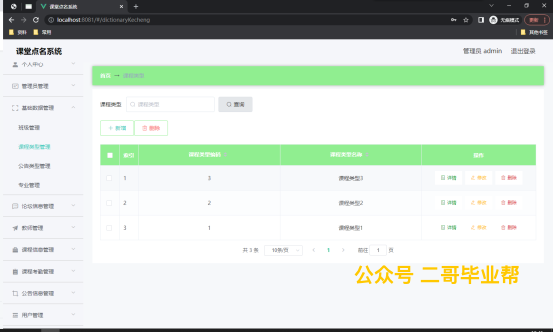 课堂点名系统
localhost:8081/#/dictionaryKecheng
无痕模式
更新
资料
常用
其他书签
课堂点名系统
管理员 admin
退出登录
个人中心
管理员管理
基础数据管理
班级管理
课程类型管理
公告类型管理
专业管理
论坛信息管理
教师管理
课程信息管理
课程考勤管理
公告信息管理
用户管理
首页
课程类型
课程类型
查询
新增
删除
索引 课程类型编码 课程类型名称 操作
1 3 课程类型3 详情 修改 删除
2 2 课程类型2 详情 修改 删除
3 1 课程类型1 详情 修改 删除
共 3 条 10条/页 1 前往 1 页
公众号 二哥毕业帮